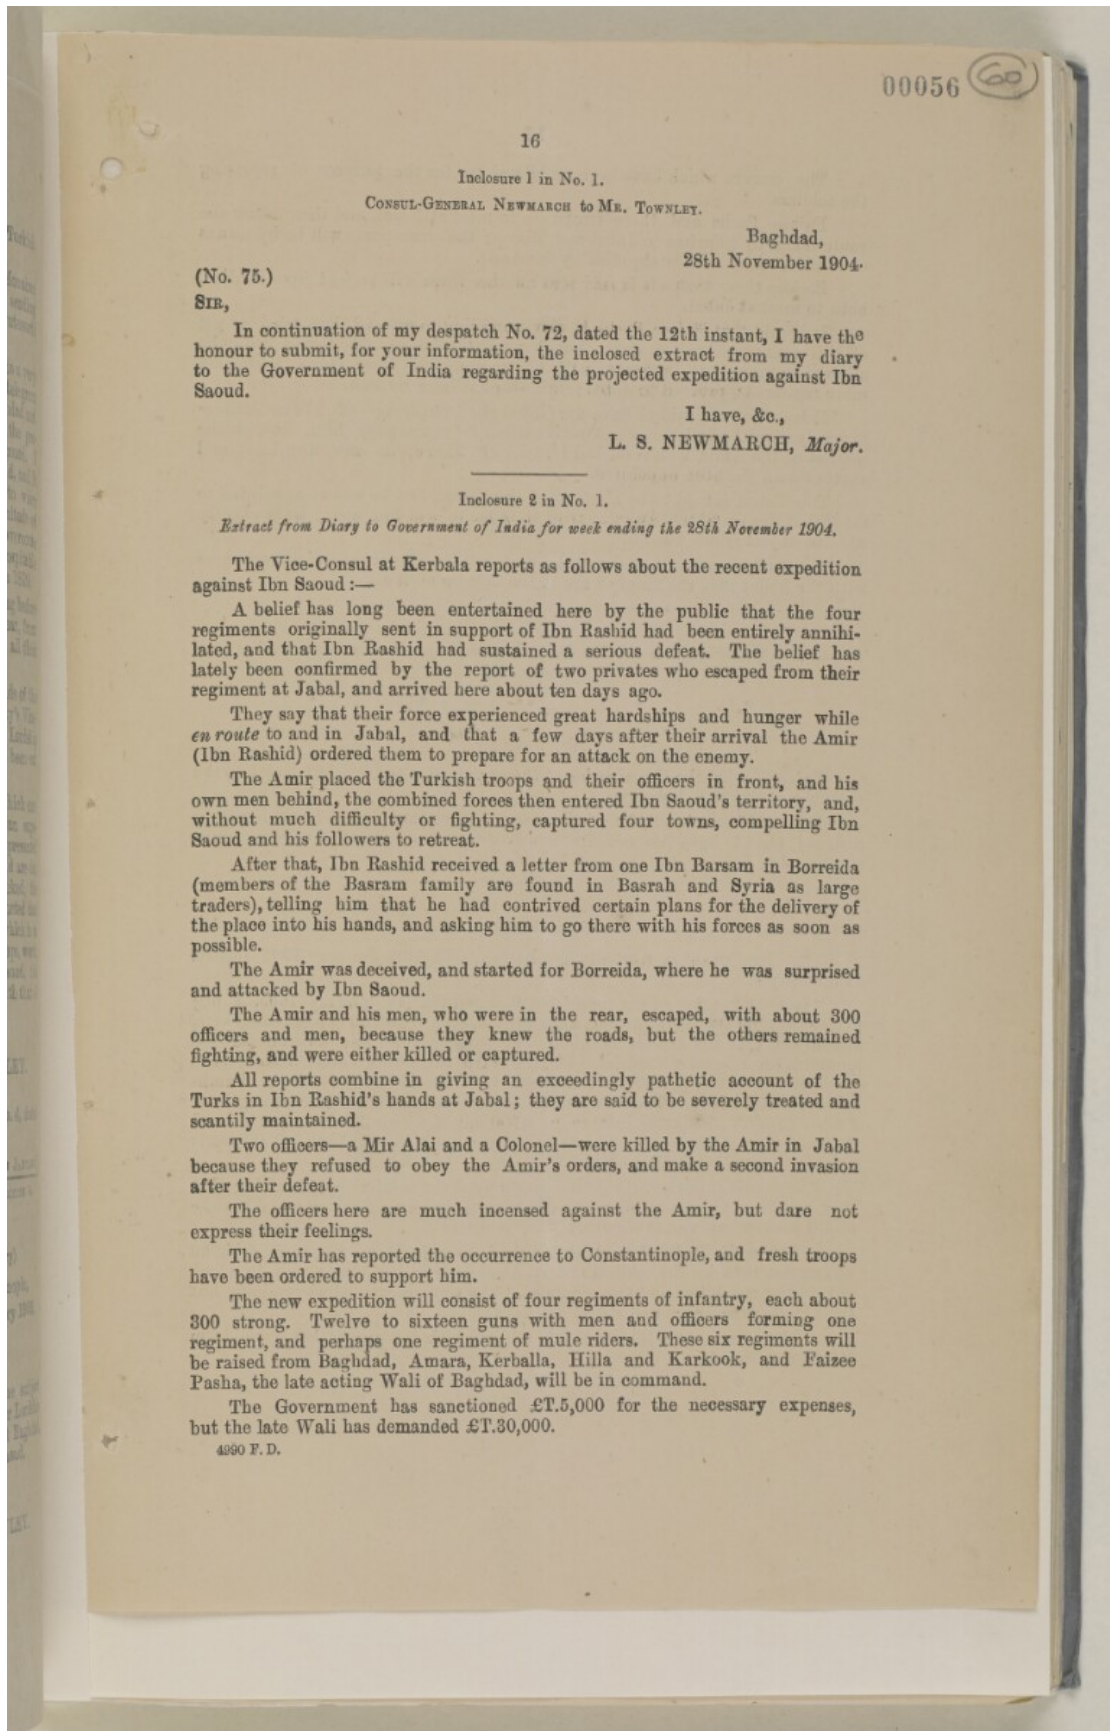 00056
60
16
Inclosure 1 in No. 1.
CONSUL-GENERAL NEWMARCH to MR. TOWNLEY.
Baghdad,
28th November 1904.
(No. 75.)
SIR,
In continuation of my despatch No. 72, dated the 12th instant, I have the
honour to submit, for your information, the inclosed extract from my diary
to the Government of India regarding the projected expedition against Ibn
Saoud.
I have, &c.,
L. S. NEWMARCH, Major.
Inclosure 2 in No. 1.
Extract from Diary to Government of India for week ending the 28th November 1904.
The Vice-Consul at Kerbala reports as follows about the recent expedition
against Ibn Saoud :—
A belief has long been entertained here by the public that the four
regiments originally sent in support of Ibn Rashid had been entirely annihi-
lated, and that Ibn Rashid had sustained a serious defeat. The belief has
lately been confirmed by the report of two privates who escaped from their
regiment at Jabal, and arrived here about ten days ago.
They say that their force experienced great hardships and hunger while
en route to and in Jabal, and that a few days after their arrival the Amir
(Ibn Rashid) ordered them to prepare for an attack on the enemy.
The Amir placed the Turkish troops and their officers in front, and his
own men behind, the combined forces then entered Ibn Saoud's territory, and,
without much difficulty or fighting, captured four towns, compelling Ibn
Saoud and his followers to retreat.
After that, Ibn Rashid received a letter from one Ibn Barsam in Borreida
(members of the Basram family are found in Basrah and Syria as large
traders), telling him that he had contrived certain plans for the delivery of
the place into his hands, and asking him to go there with his forces as soon as
possible.
The Amir was deceived, and started for Borreida, where he was surprised
and attacked by Ibn Saoud.
The Amir and his men, who were in the rear, escaped, with about 300
officers and men, because they knew the roads, but the others remained
fighting, and were either killed or captured.
All reports combine in giving an exceedingly pathetic account of the
Turks in Ibn Rashid's hands at Jabal; they are said to be severely treated and
scantily maintained.
Two officers—a Mir Alai and a Colonel—were killed by the Amir in Jabal
because they refused to obey the Amir's orders, and make a second invasion
after their defeat.
The officers here are much incensed against the Amir, but dare not
express their feelings.
The Amir has reported the occurrence to Constantinople, and fresh troops
have been ordered to support him.
The new expedition will consist of four regiments of infantry, each about
300 strong. Twelve to sixteen guns with men and officers forming one
regiment, and perhaps one regiment of mule riders. These six regiments will
be raised from Baghdad, Amara, Kerballa, Hilla and Karkook, and Faizee
Pasha, the late acting Wali of Baghdad, will be in command.
The Government has sanctioned £T.5,000 for the necessary expenses,
but the late Wali has demanded £T.30,000.
4990 F. D.